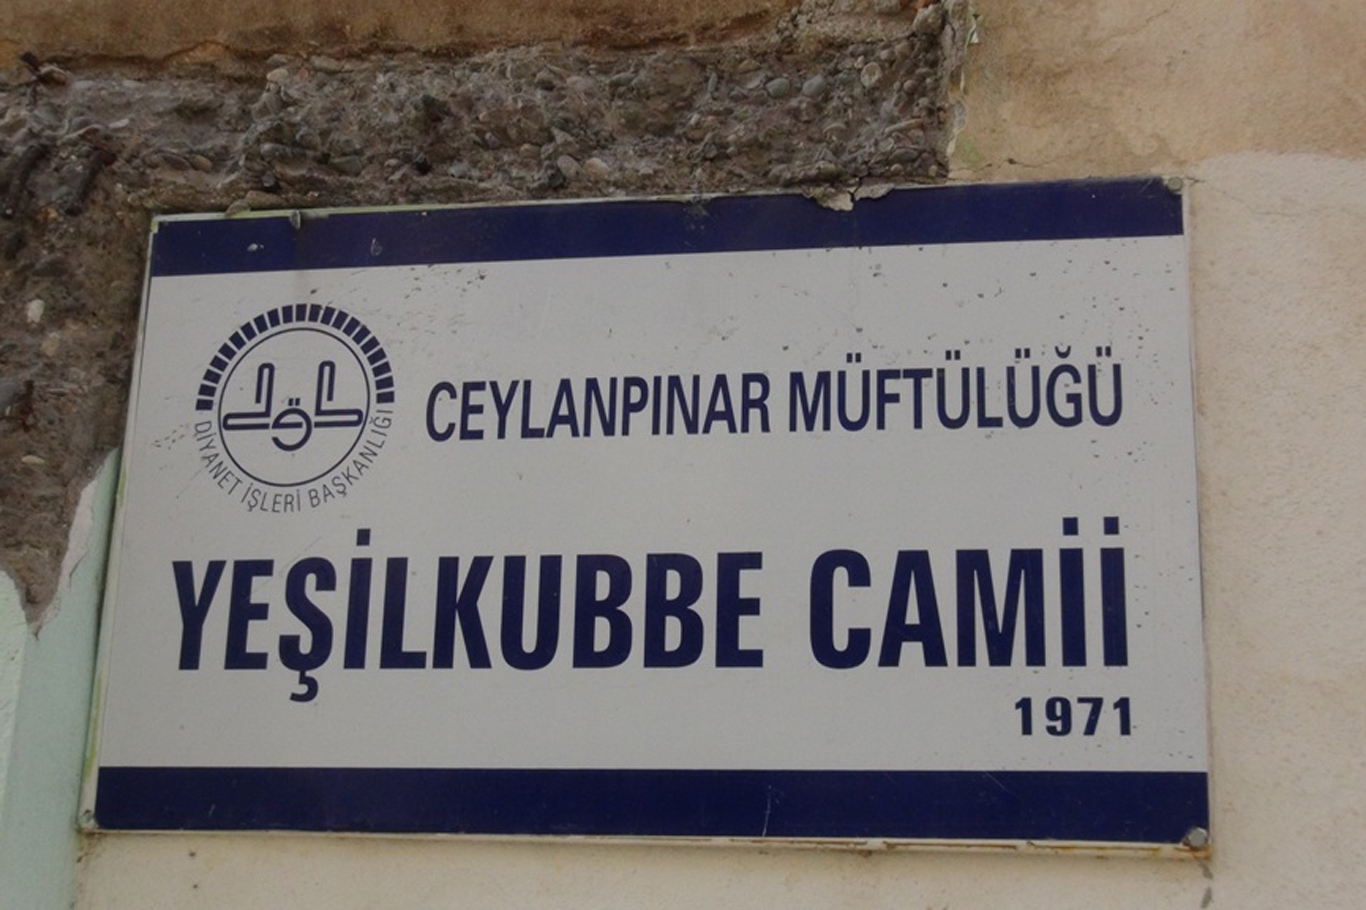 DİYANET İŞLERİ BAŞKANLIĞI
CEYLANPINAR MÜFTÜLÜĞÜ
YEŞİLKUBBE CAMİİ
1971